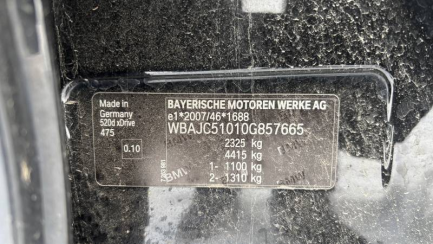 Made in
Germany
520d xDrive
475
0.10
BAYERISCHE MOTOREN WERKE AG
e1*2007/46*1688
WBAJC51010G857665
2325 kg
4415 kg
1- 1100 kg
2- 1310 kg
BMW